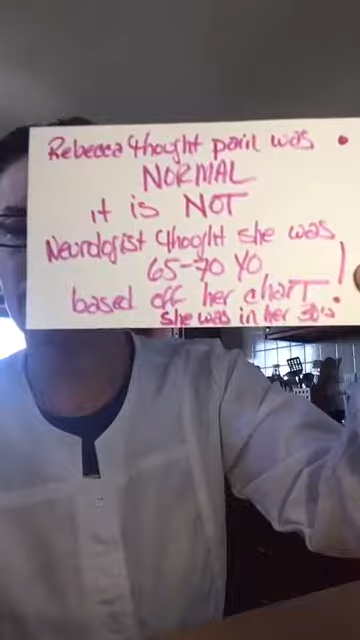 Rebecca thought pain was
NORMAL
it is NOT
Neurologist thought she was
65-70 YO
based off her chart!
she was in her 30's.